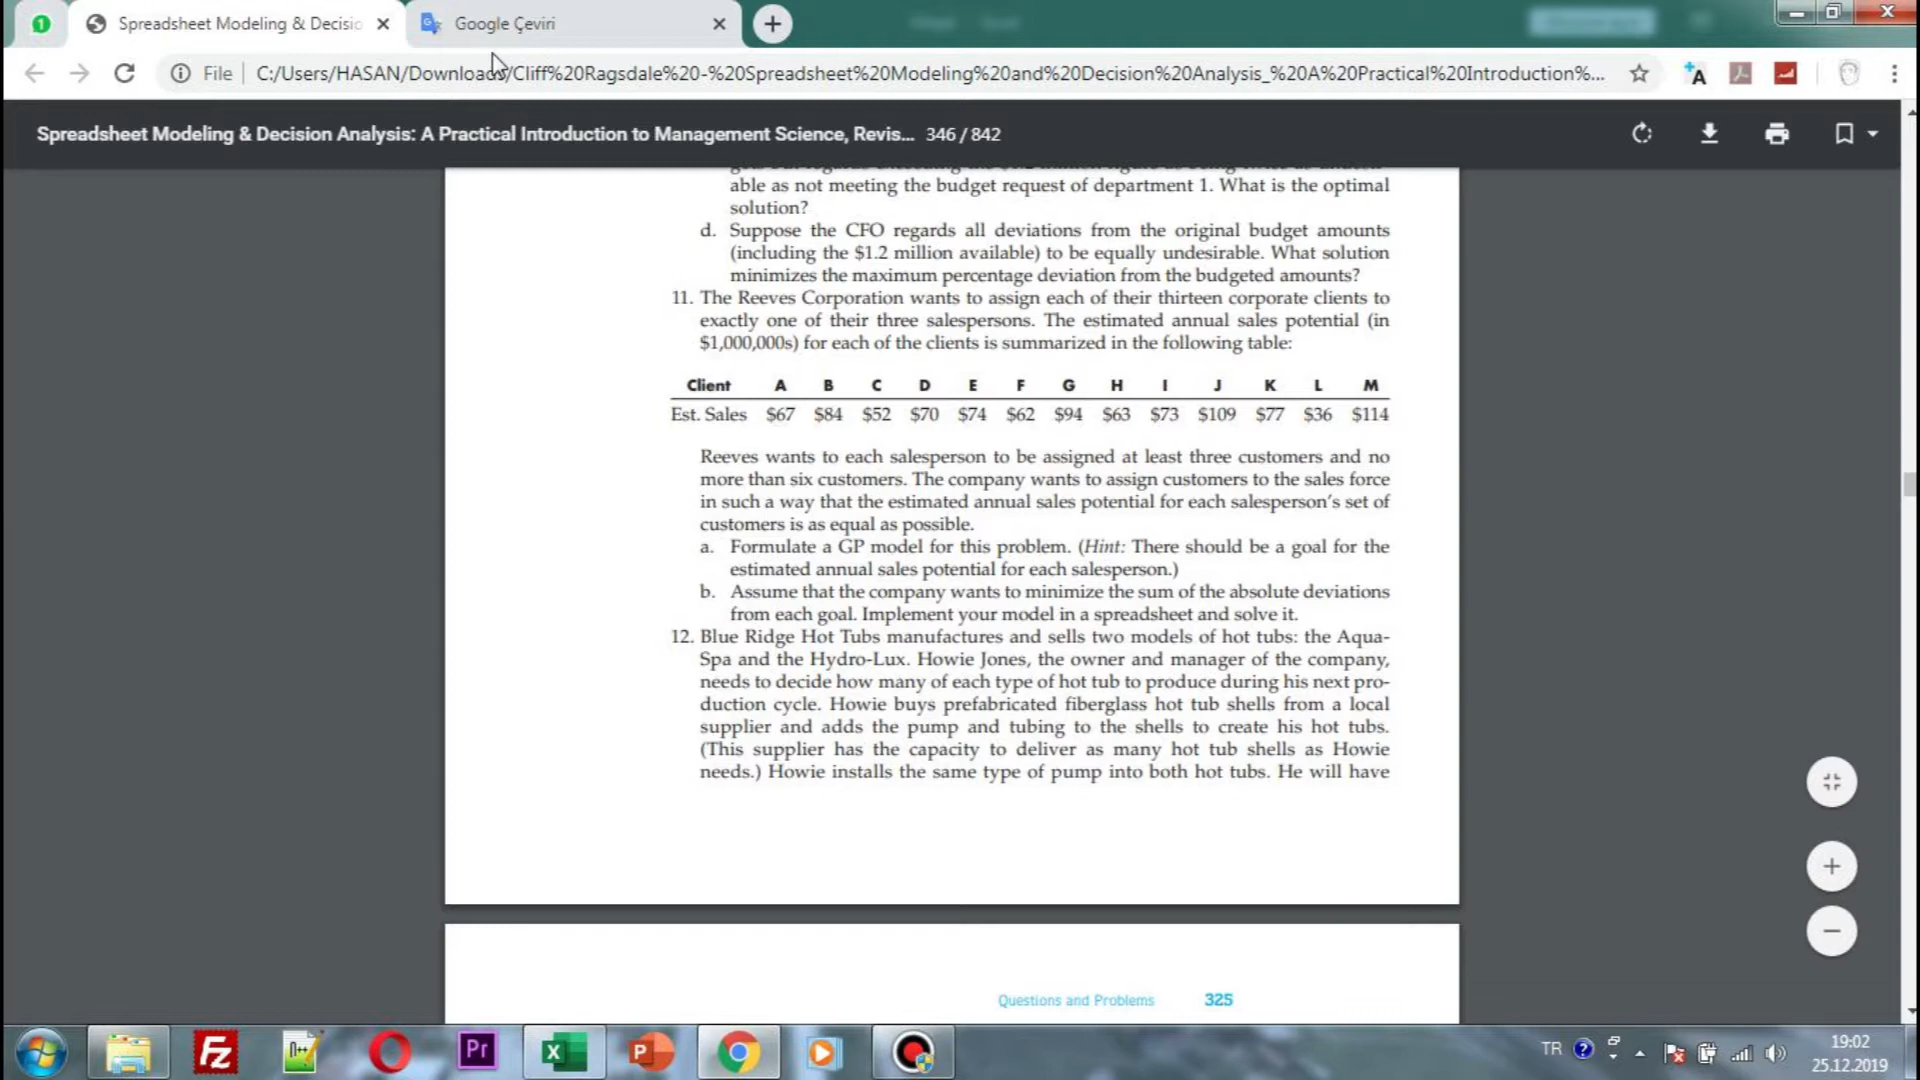 Spreadsheet Modeling & Decisio
Google Çeviri
File
C:/Users/HASAN/Downloads/Cliff%20Ragsdale%20-%20Spreadsheet%20Modeling%20and%20Decision%20Analysis_%20A%20Practical%20Introduction%...
Spreadsheet Modeling & Decision Analysis: A Practical Introduction to Management Science, Revis... 346 / 842
able as not meeting the budget request of department 1. What is the optimal
solution?
d. Suppose the CFO regards all deviations from the original budget amounts
(including the $1.2 million available) to be equally undesirable. What solution
minimizes the maximum percentage deviation from the budgeted amounts?
11. The Reeves Corporation wants to assign each of their thirteen corporate clients to
exactly one of their three salespersons. The estimated annual sales potential (in
$1,000,000s) for each of the clients is summarized in the following table:
Client A B C D E F G H I J K L M
Est. Sales $67 $84 $52 $70 $74 $62 $94 $63 $73 $109 $77 $36 $114
Reeves wants to each salesperson to be assigned at least three customers and no
more than six customers. The company wants to assign customers to the sales force
in such a way that the estimated annual sales potential for each salesperson's set of
customers is as equal as possible.
a. Formulate a GP model for this problem. (Hint: There should be a goal for the
estimated annual sales potential for each salesperson.)
b. Assume that the company wants to minimize the sum of the absolute deviations
from each goal. Implement your model in a spreadsheet and solve it.
12. Blue Ridge Hot Tubs manufactures and sells two models of hot tubs: the Aqua-
Spa and the Hydro-Lux. Howie Jones, the owner and manager of the company,
needs to decide how many of each type of hot tub to produce during his next pro-
duction cycle. Howie buys prefabricated fiberglass hot tub shells from a local
supplier and adds the pump and tubing to the shells to create his hot tubs.
(This supplier has the capacity to deliver as many hot tub shells as Howie
needs.) Howie installs the same type of pump into both hot tubs. He will have
Questions and Problems 325
TR
19:02
25.12.2019